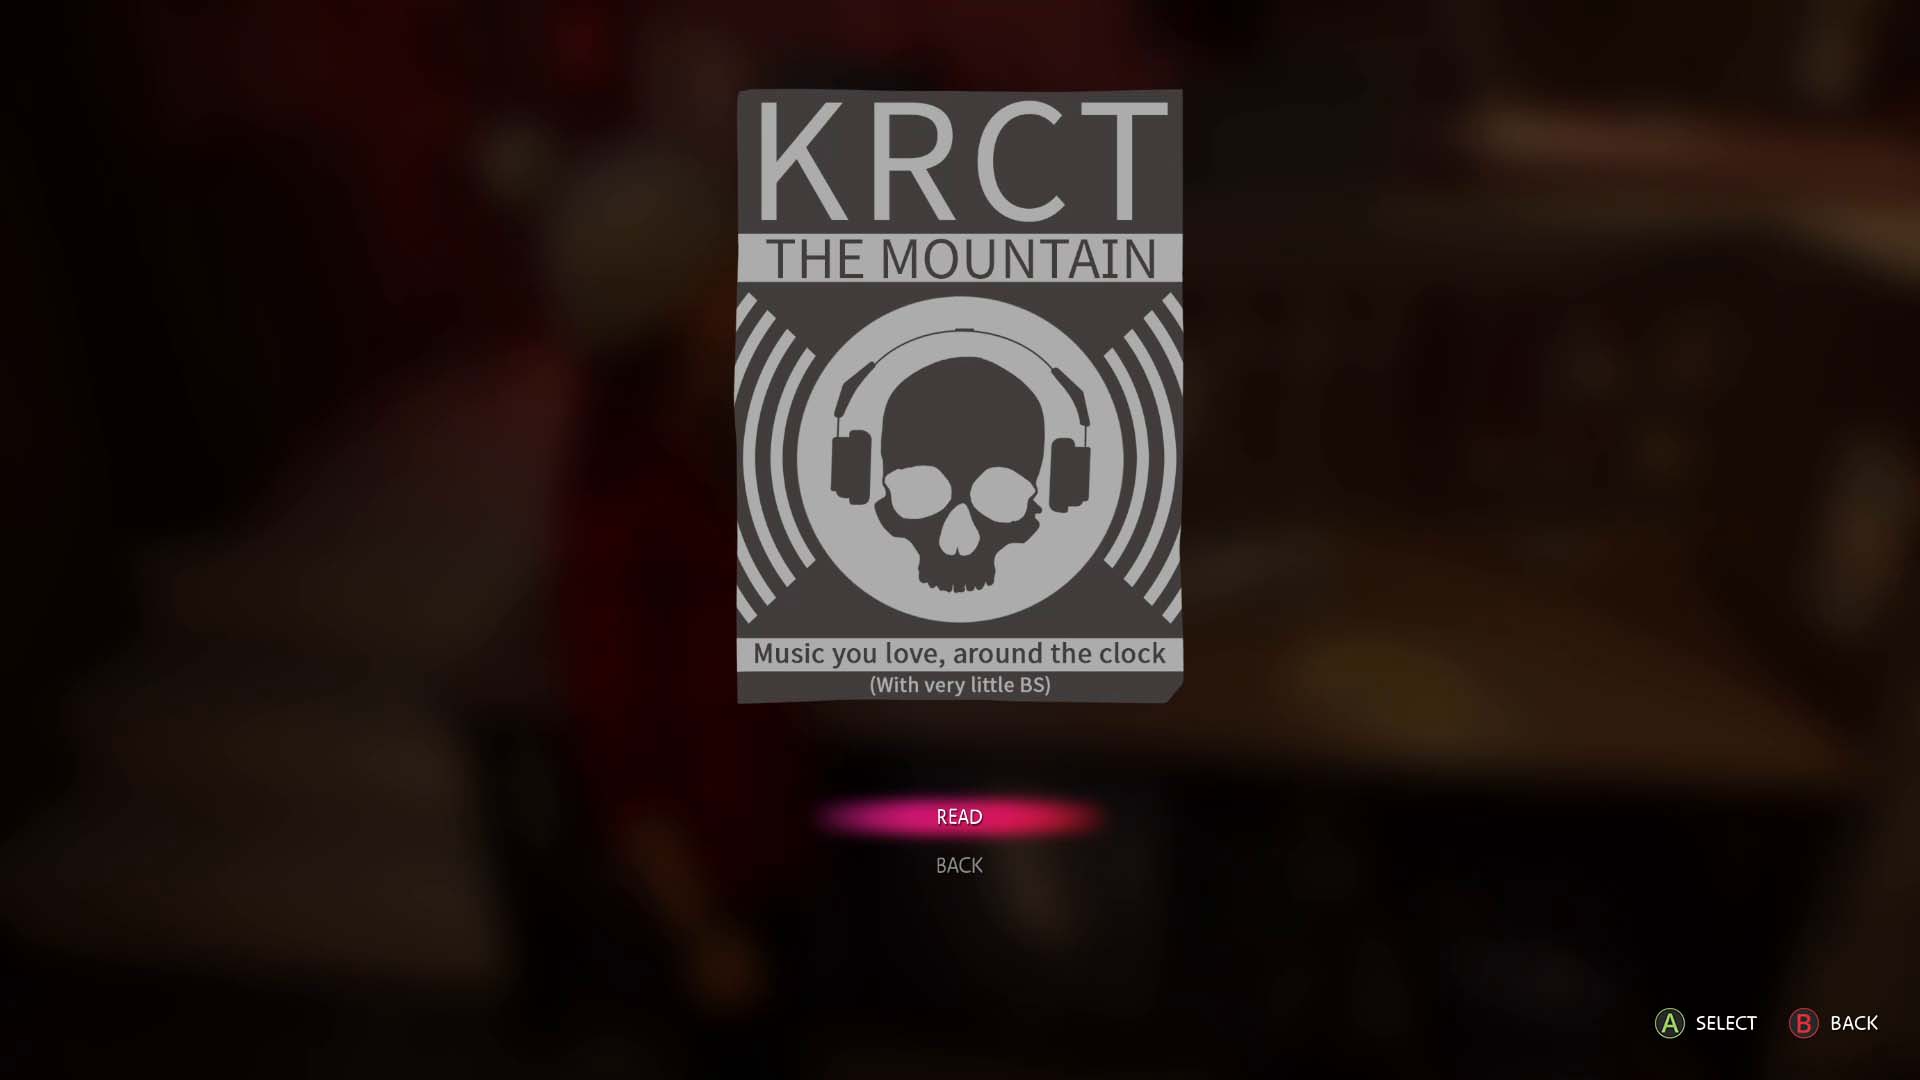 KRCT
THE MOUNTAIN
Music you love, around the clock
(With very little BS)
READ
BACK
A SELECT B BACK